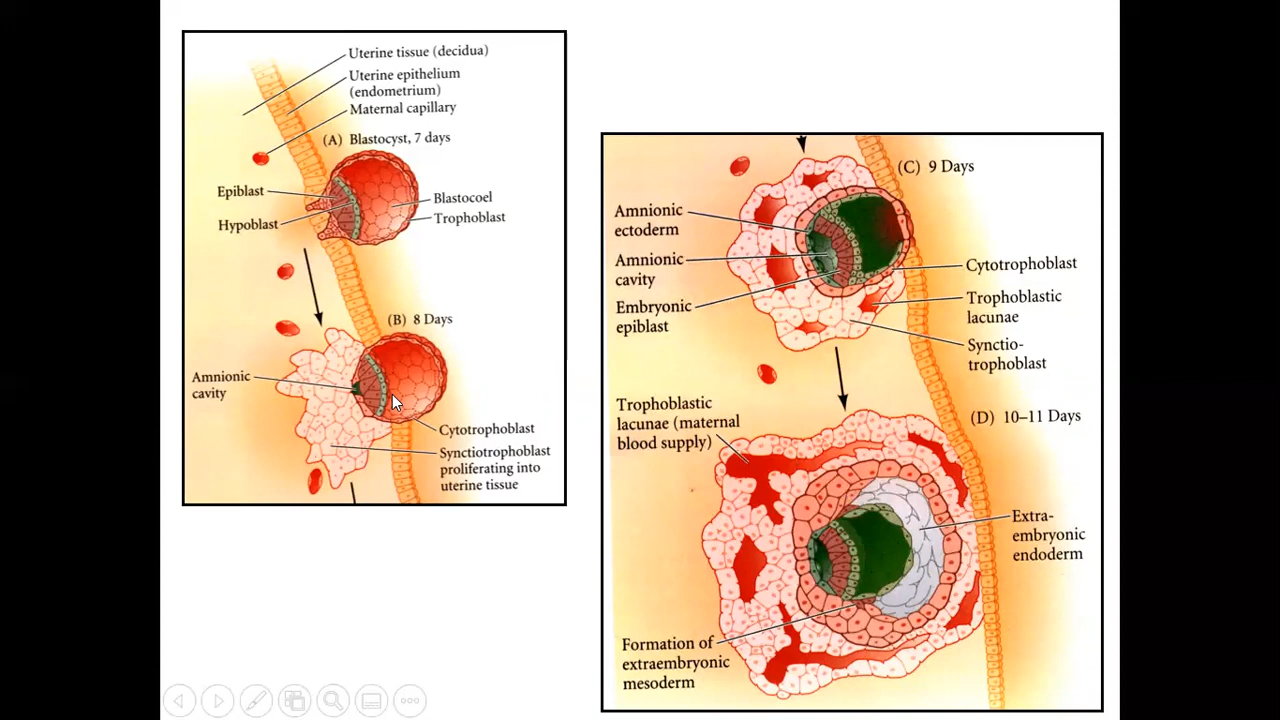 Uterine tissue (decidua)
Uterine epithelium
(endometrium)
Maternal capillary
(A) Blastocyst, 7 days
Epiblast
Hypoblast
Blastocoel
Trophoblast
(B) 8 Days
Amnionic
cavity
Cytotrophoblast
Synctiotrophoblast
proliferating into
uterine tissue
(C) 9 Days
Amnionic
ectoderm
Amnionic
cavity
Embryonic
epiblast
Cytotrophoblast
Trophoblastic
lacunae
Synctio-
trophoblast
Trophoblastic
lacunae (maternal
blood supply)
(D) 10–11 Days
Extra-
embryonic
endoderm
Formation of
extraembryonic
mesoderm